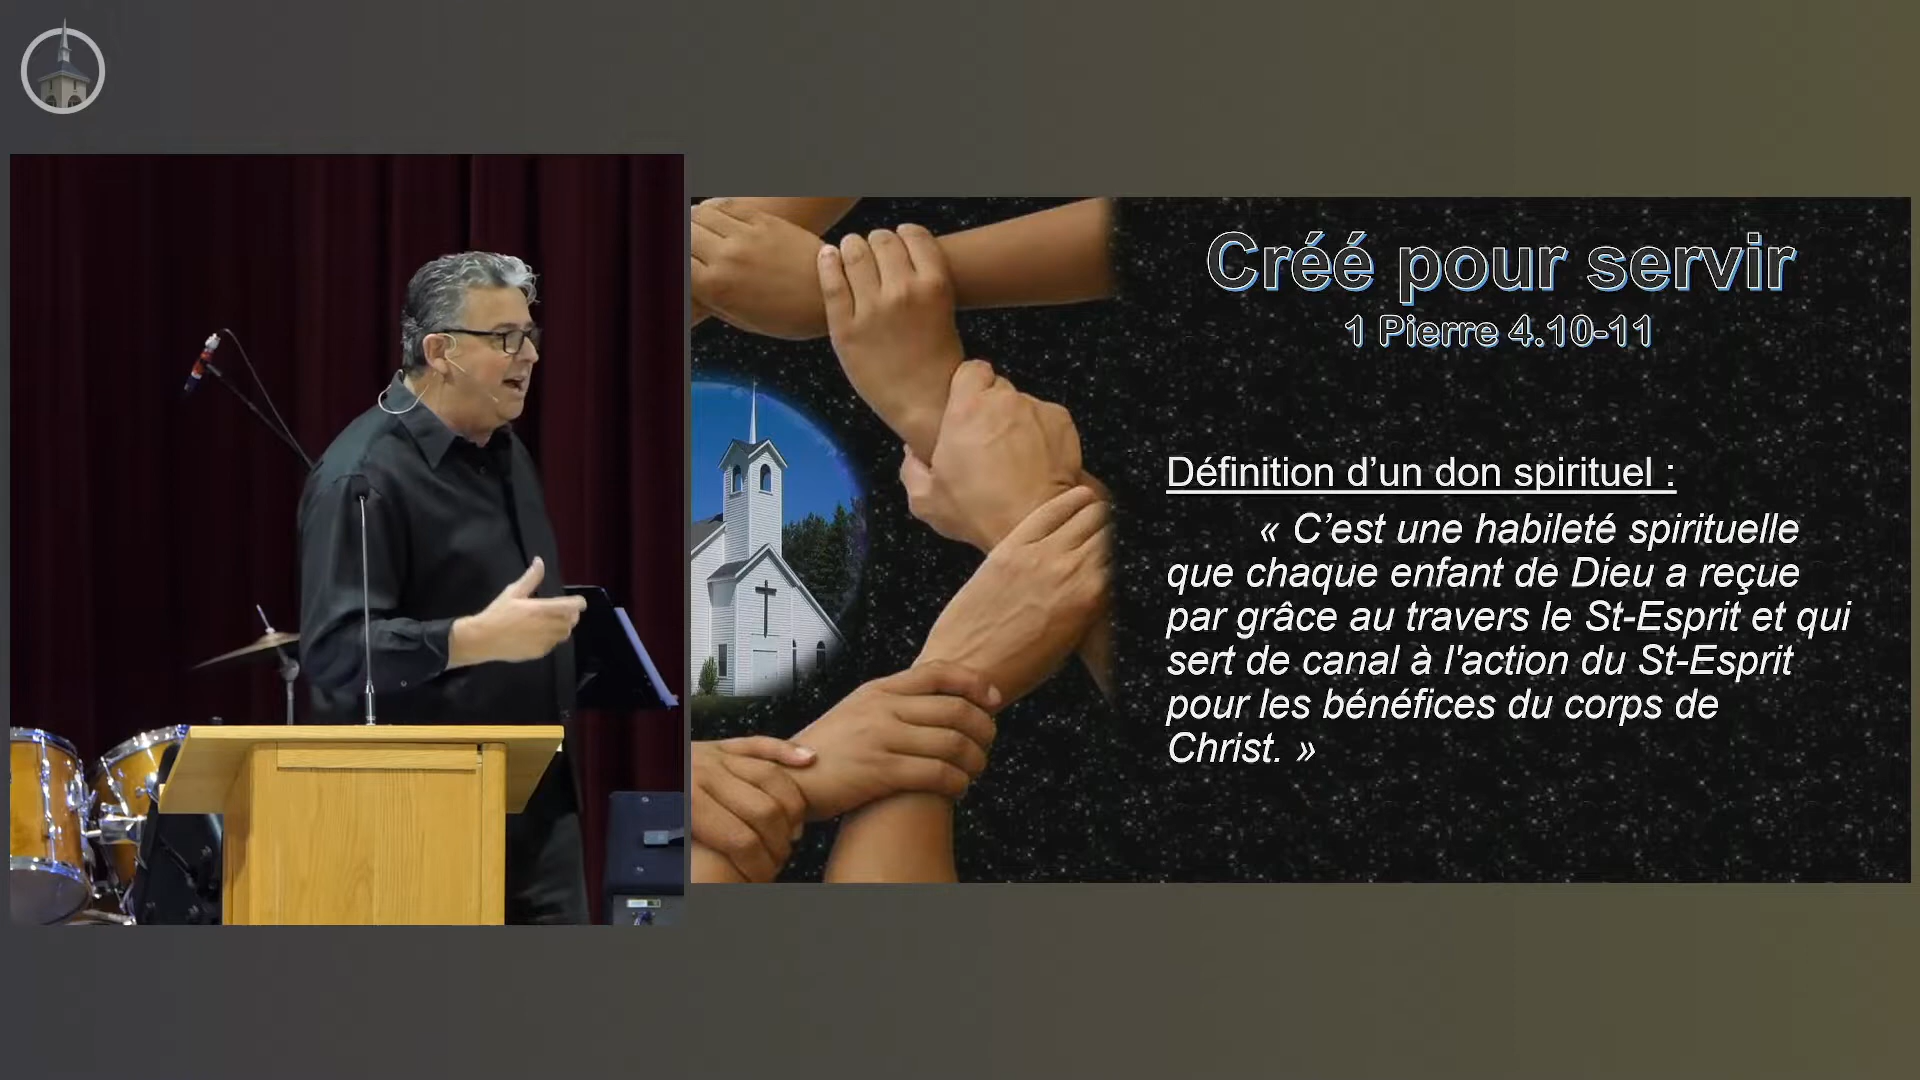 Créé pour servir
1 Pierre 4.10-11
Définition d’un don spirituel :
« C’est une habileté spirituelle
que chaque enfant de Dieu a reçue
par grâce au travers le St-Esprit et qui
sert de canal à l'action du St-Esprit
pour les bénéfices du corps de
Christ. »